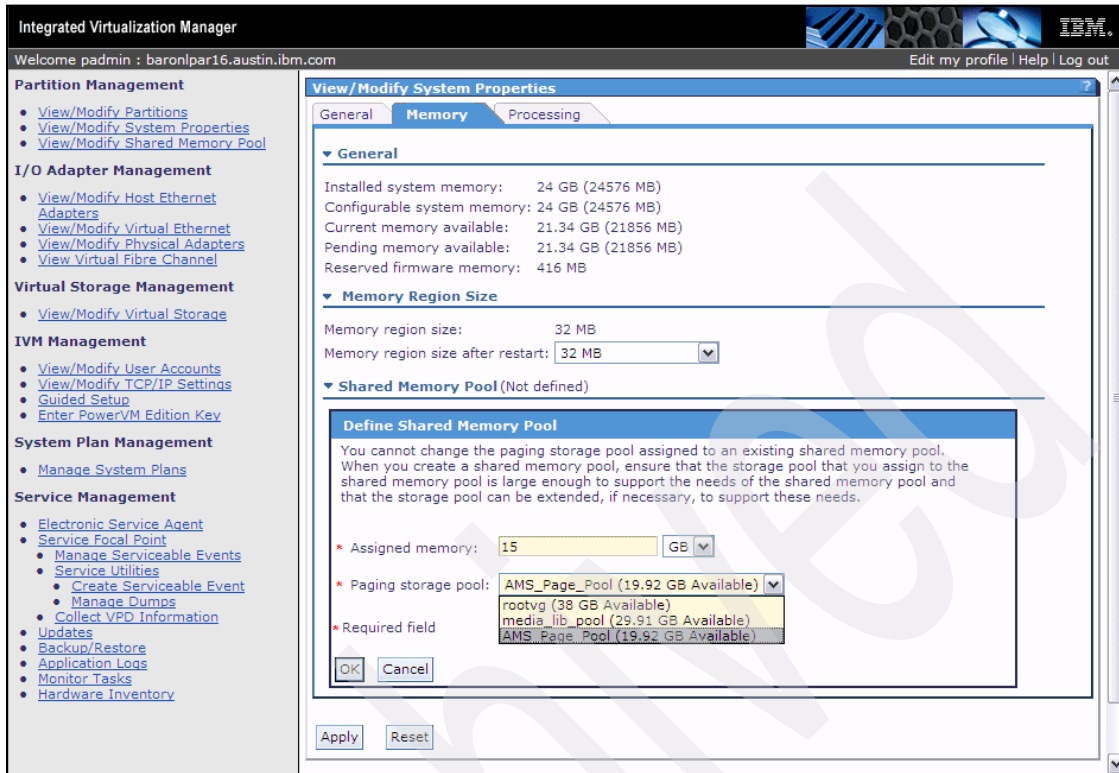 Integrated Virtualization Manager
IBM.
Welcome padmin : baronlpar16.austin.ibm.com
Edit my profile | Help | Log out
Partition Management
View/Modify Partitions
View/Modify System Properties
View/Modify Shared Memory Pool
I/O Adapter Management
View/Modify Host Ethernet
Adapters
View/Modify Virtual Ethernet
View/Modify Physical Adapters
View Virtual Fibre Channel
Virtual Storage Management
View/Modify Virtual Storage
IVM Management
View/Modify User Accounts
View/Modify TCP/IP Settings
Guided Setup
Enter PowerVM Edition Key
System Plan Management
Manage System Plans
Service Management
Electronic Service Agent
Service Focal Point
Manage Serviceable Events
Service Utilities
Create Serviceable Event
Manage Dumps
Collect VPD Information
Updates
Backup/Restore
Application Logs
Monitor Tasks
Hardware Inventory
View/Modify System Properties
?
General Memory Processing
General
Installed system memory: 24 GB (24576 MB)
Configurable system memory: 24 GB (24576 MB)
Current memory available: 21.34 GB (21856 MB)
Pending memory available: 21.34 GB (21856 MB)
Reserved firmware memory: 416 MB
Memory Region Size
Memory region size: 32 MB
Memory region size after restart: 32 MB
Shared Memory Pool (Not defined)
Define Shared Memory Pool
You cannot change the paging storage pool assigned to an existing shared memory pool.
When you create a shared memory pool, ensure that the storage pool that you assign to the
shared memory pool is large enough to support the needs of the shared memory pool and
that the storage pool can be extended, if necessary, to support these needs.
* Assigned memory: 15 GB
* Paging storage pool: AMS_Page_Pool (19.92 GB Available)
rootvg (38 GB Available)
media_lib_pool (29.91 GB Available)
AMS_Page_Pool (19.92 GB Available)
* Required field
OK Cancel
Apply Reset